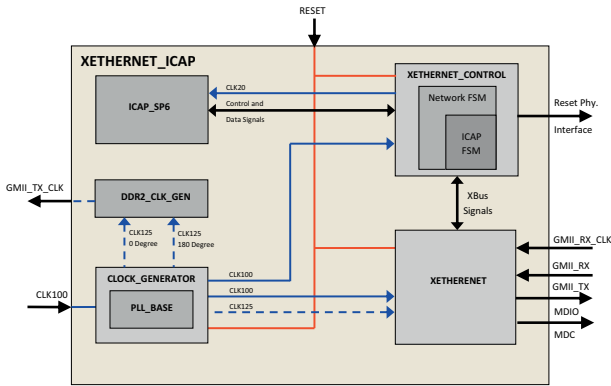 RESET
XETHERNET_ICAP
XETHERNET_CONTROL
CLK20
Network FSM
ICAP_SP6
Control and
Data Signals
Reset Phy.
Interface
ICAP
FSM
GMII_TX_CLK
DDR2_CLK_GEN
XBus
Signals
CLK125
0 Degree
CLK125
180 Degree
GMII_RX_CLK
CLOCK_GENERATOR
CLK100
XETHERENET
GMII_RX
CLK100
CLK100
GMII_TX
PLL_BASE
CLK125
MDIO
MDC